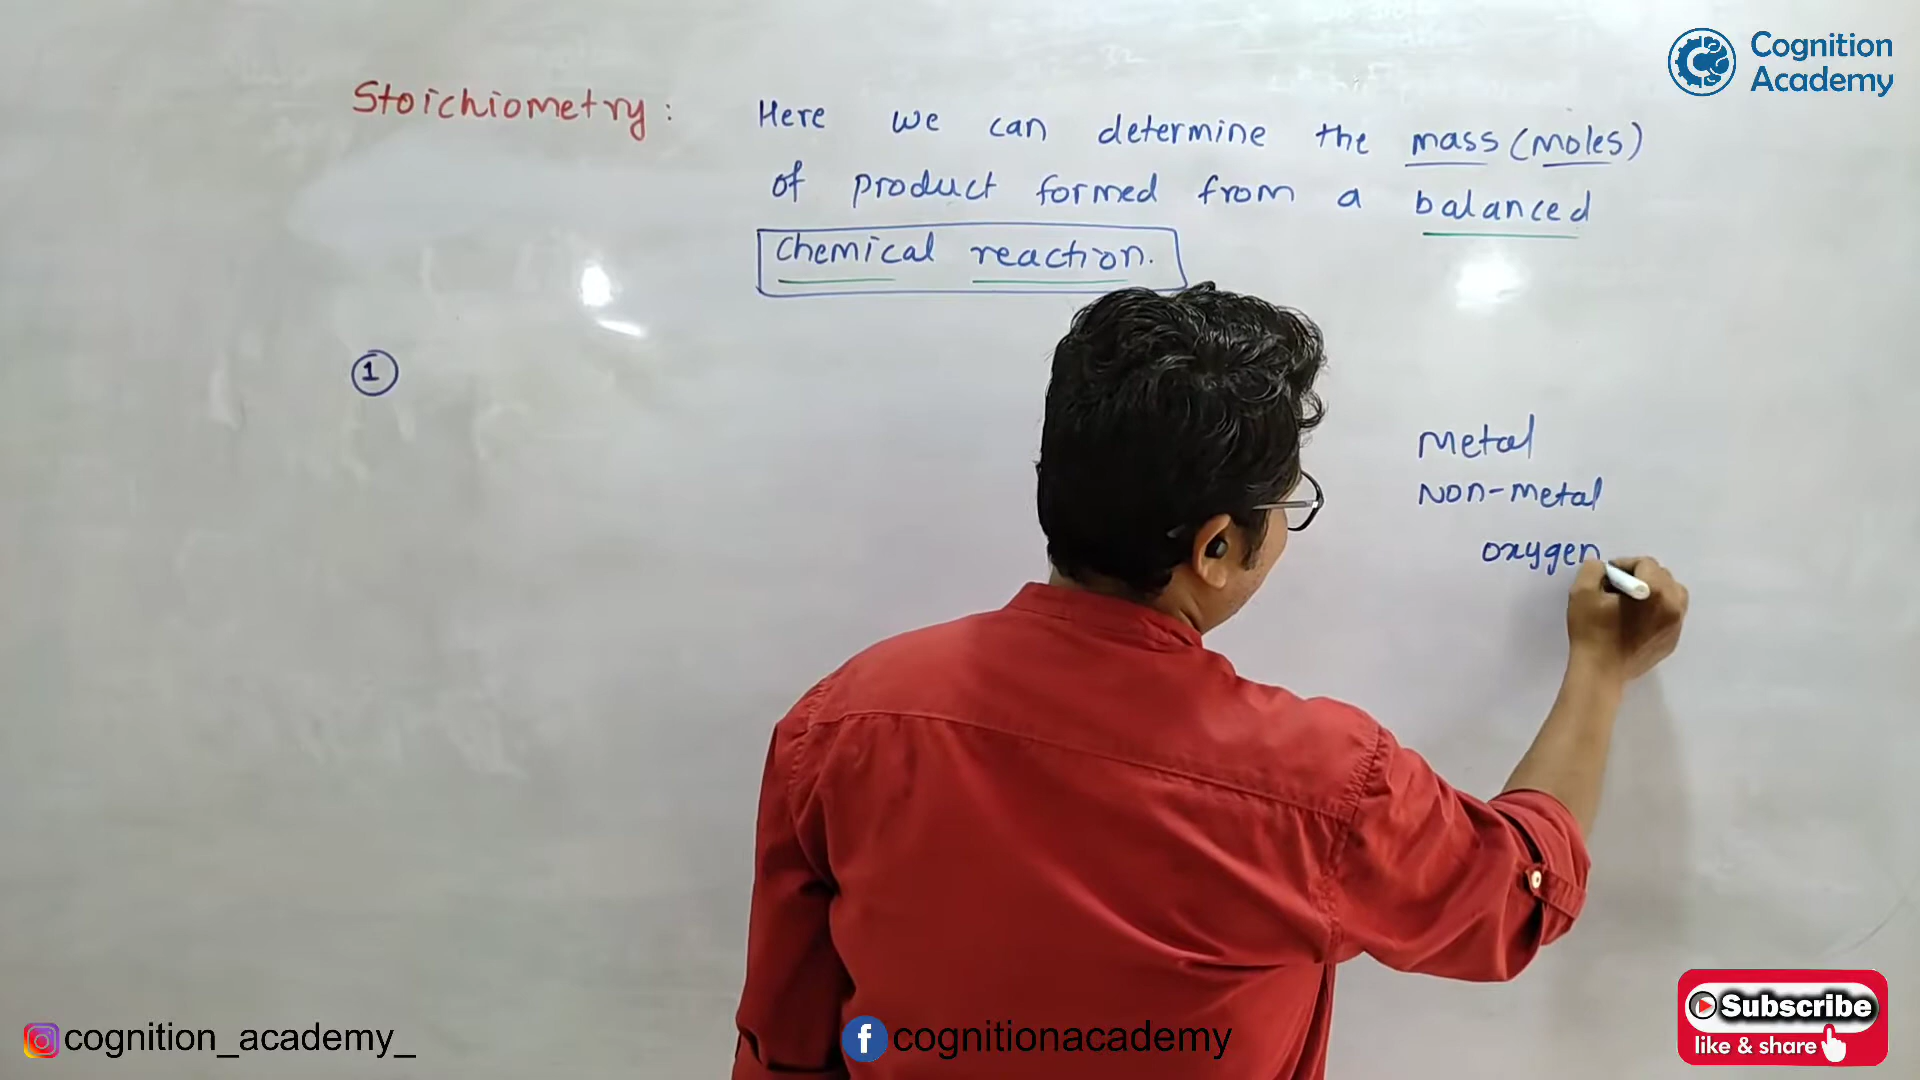 Cognition
Academy
Stoichiometry: Here we can determine the mass (moles)
of product formed from a balanced
chemical reaction.
1
Metal
Non-metal
oxygen
cognition_academy_
cognitionacademy
Subscribe
like & share